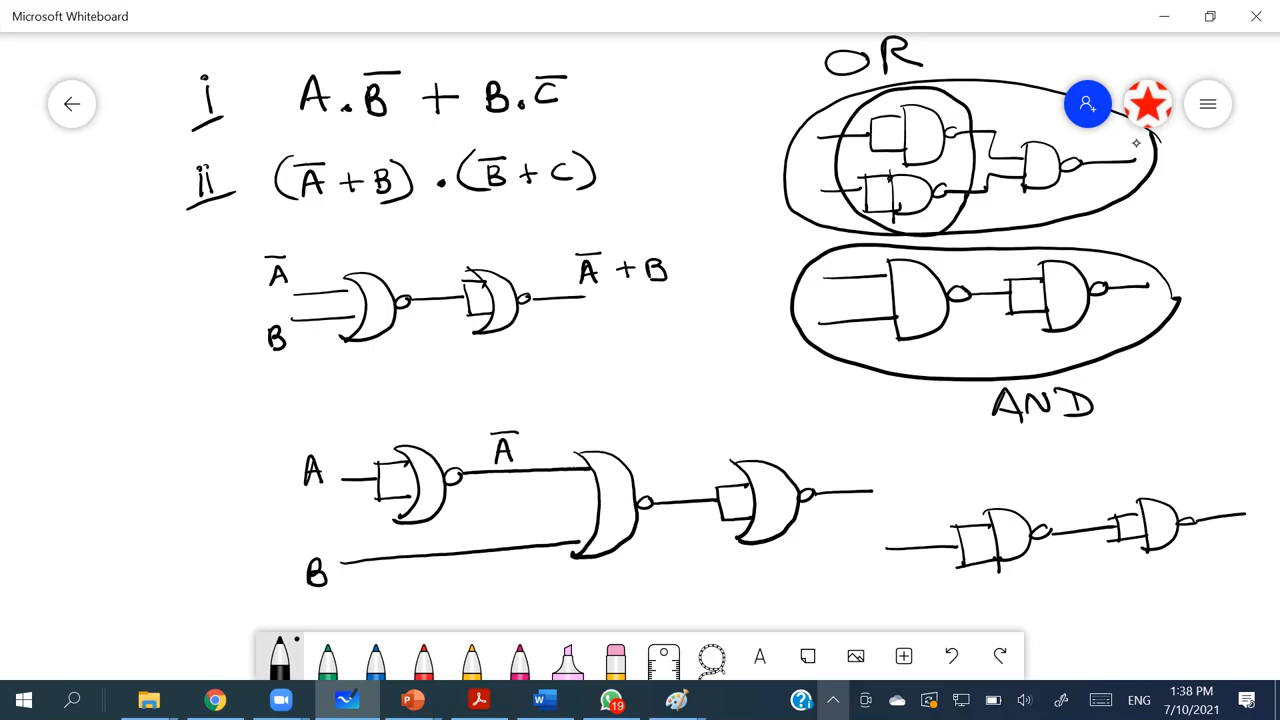 Microsoft Whiteboard
i A.B̅ + B.C̅
ii (A̅ + B) . (B̅ + C)
OR
A̅
B
A̅ + B
AND
A
A̅
B
A
19
ENG
1:38 PM
7/10/2021